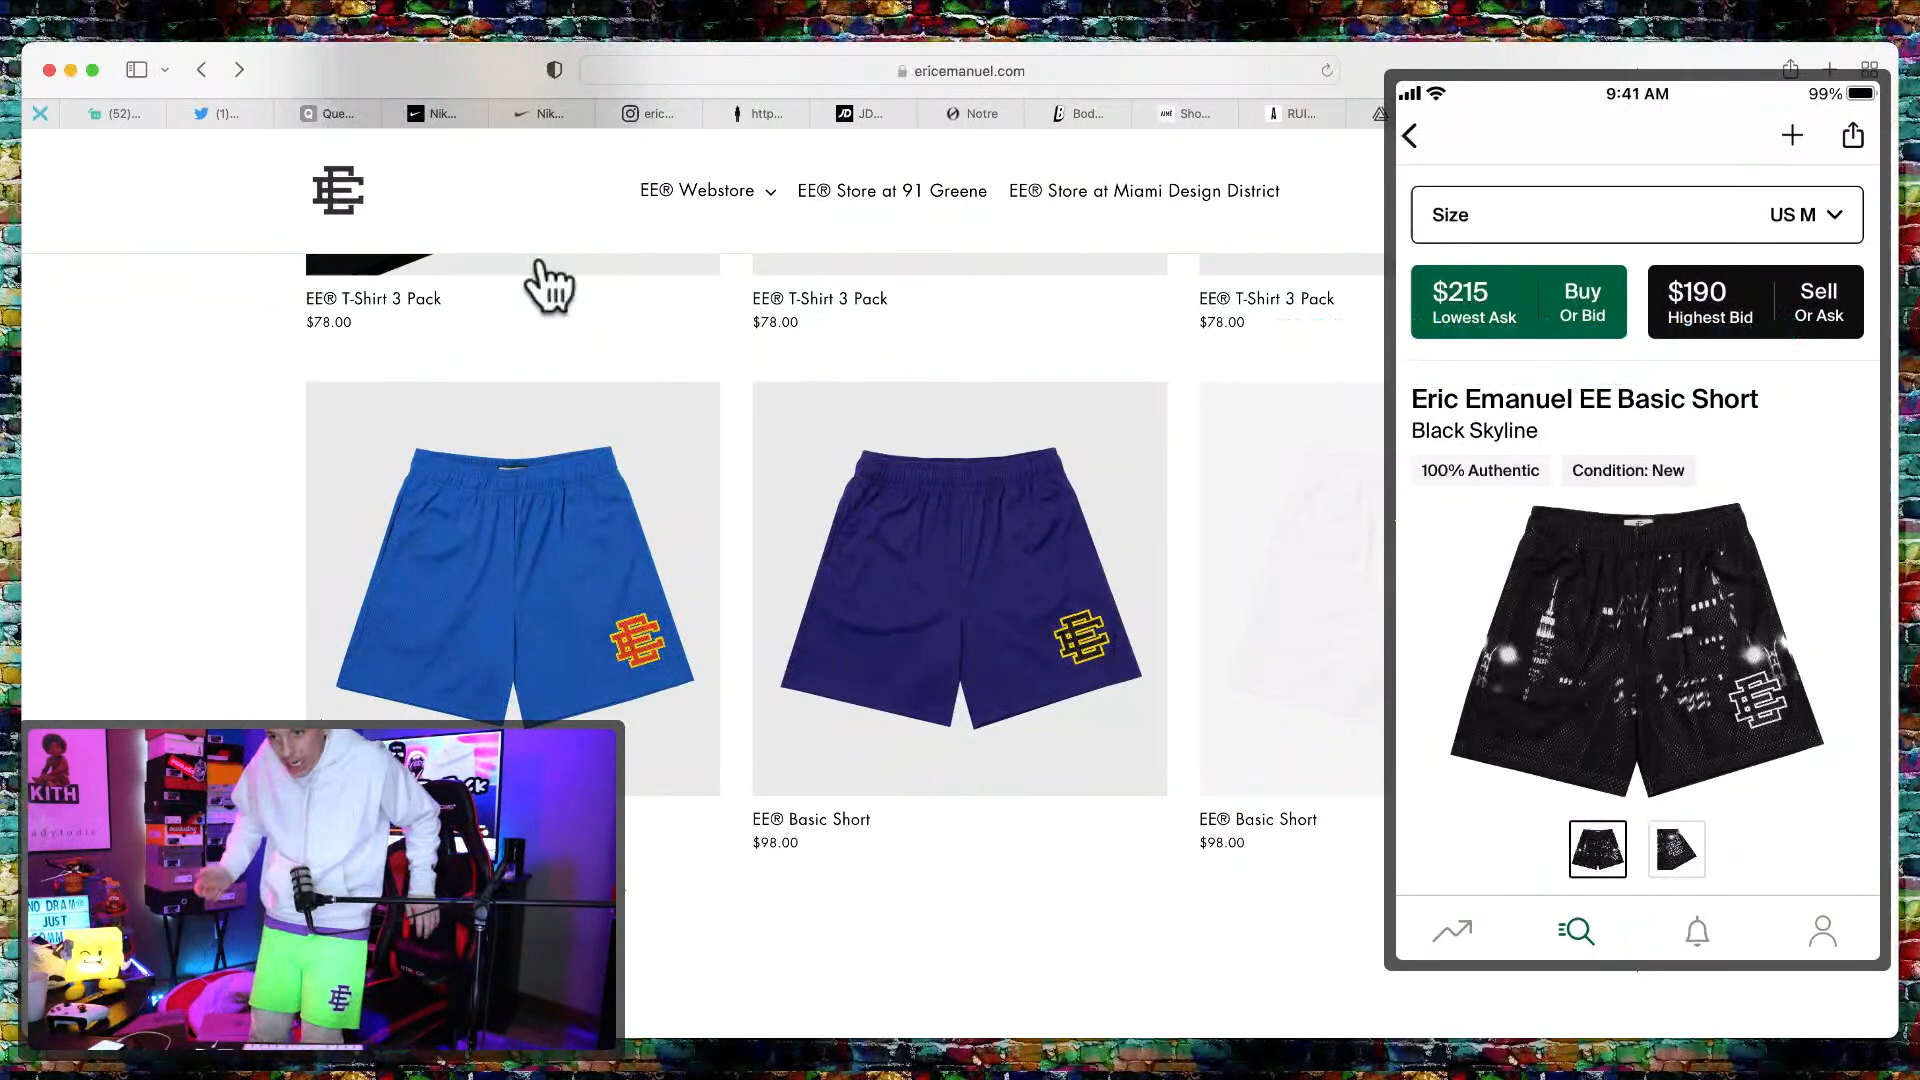 ericemanuel.com
(52)...
(1)...
Que...
Nik...
Nik...
eric...
http...
JD...
Notre
Bod...
Sho...
RUI...
EE® Webstore
EE® Store at 91 Greene
EE® Store at Miami Design District
EE® T-Shirt 3 Pack
$78.00
EE® T-Shirt 3 Pack
$78.00
EE® T-Shirt 3 Pack
$78.00
EE® Basic Short
$98.00
EE® Basic Short
$98.00
9:41 AM
99%
Size
US M
$215
Lowest Ask
Buy
Or Bid
$190
Highest Bid
Sell
Or Ask
Eric Emanuel EE Basic Short
Black Skyline
100% Authentic
Condition: New
KITH
NO DRAMA
JUST